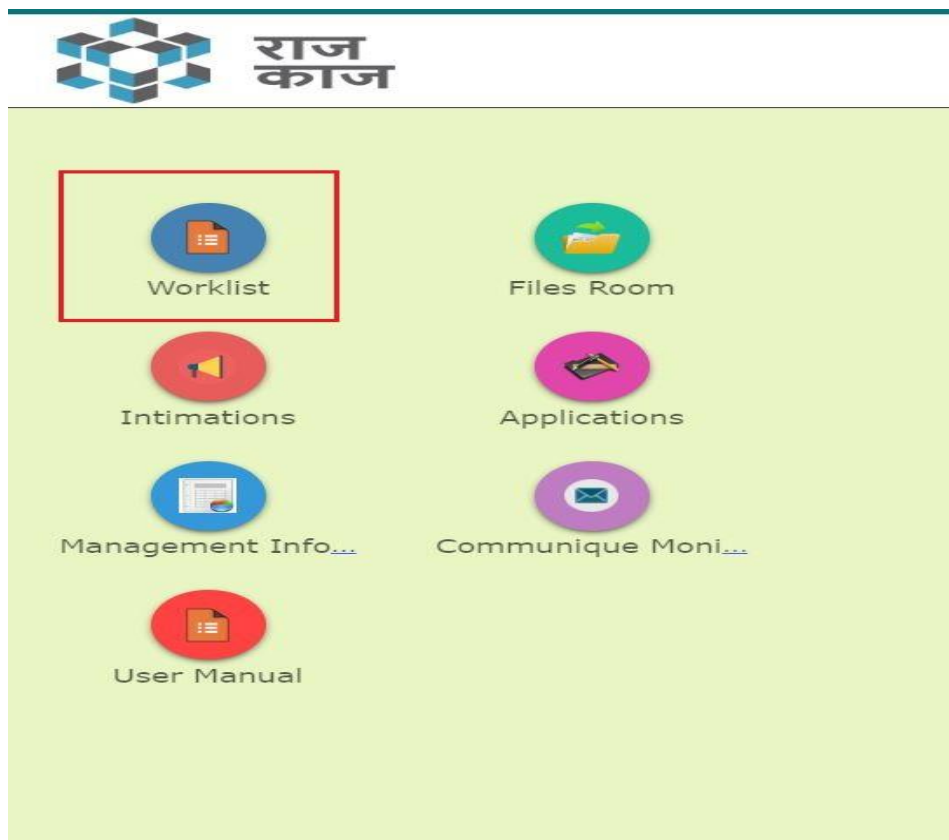 राज
काज
Worklist
Files Room
Intimations
Applications
Management Info...
Communique Moni...
User Manual